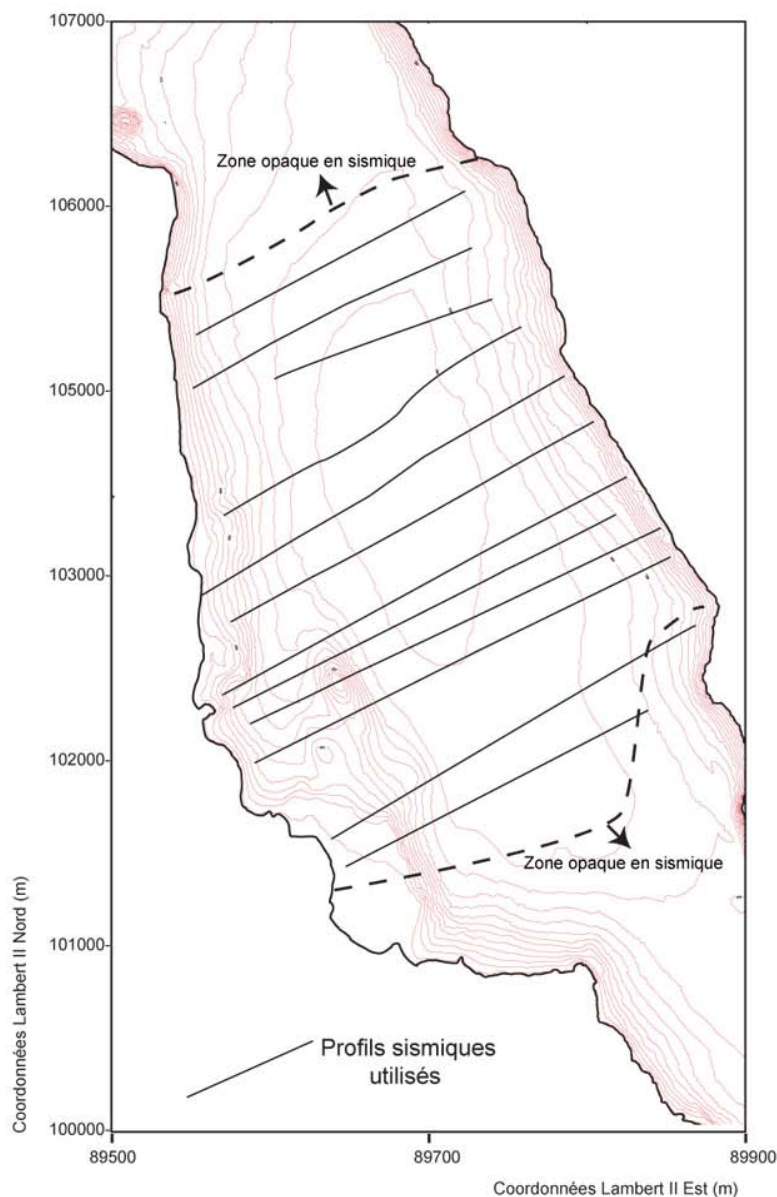 107000
Zone opaque en sismique
106000
105000
103000
102000
Zone opaque en sismique
101000
Profils sismiques
utilisés
100000
89500
89700
89900
Coordonnées Lambert II Nord (m)
Coordonnées Lambert II Est (m)